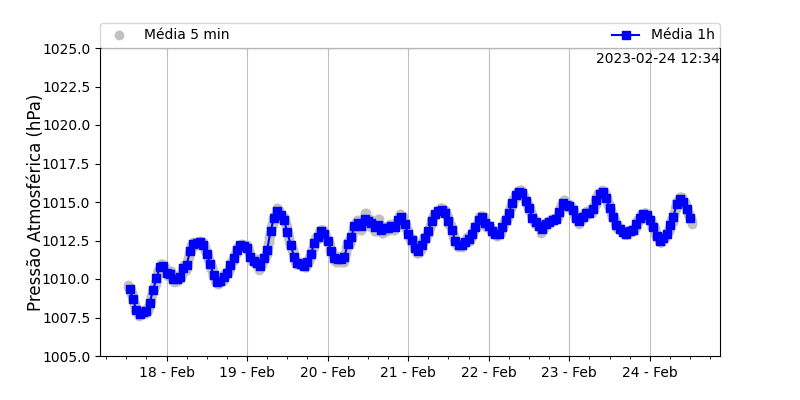 Média 5 min
Média 1h
2023-02-24 12:34
Pressão Atmosférica (hPa)
1025.0
1022.5
1020.0
1017.5
1015.0
1012.5
1010.0
1007.5
1005.0
18 - Feb
19 - Feb
20 - Feb
21 - Feb
22 - Feb
23 - Feb
24 - Feb